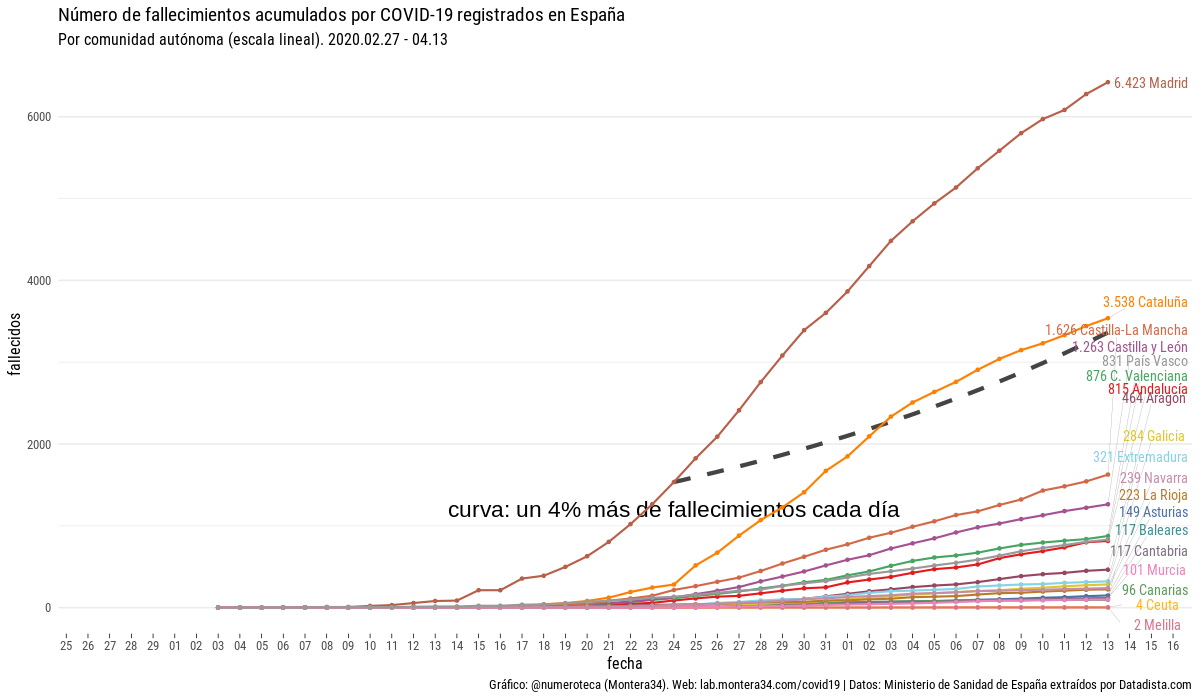 Número de fallecimientos acumulados por COVID-19 registrados en España
Por comunidad autónoma (escala lineal). 2020.02.27 - 04.13
6.423 Madrid
6000
4000
2000
0
fallecidos
3.538 Cataluña
1.626 Castilla-La Mancha
1.263 Castilla y León
831 País Vasco
876 C. Valenciana
815 Andalucía
464 Aragón
284 Galicia
321 Extremadura
239 Navarra
223 La Rioja
149 Asturias
117 Baleares
117 Cantabria
101 Murcia
96 Canarias
4 Ceuta
2 Melilla
curva: un 4% más de fallecimientos cada día
25 26 27 28 29 01 02 03 04 05 06 07 08 09 10 11 12 13 14 15 16 17 18 19 20 21 22 23 24 25 26 27 28 29 30 31 01 02 03 04 05 06 07 08 09 10 11 12 13 14 15 16
fecha
Gráfico: @numeroteca (Montera34). Web: lab.montera34.com/covid19 | Datos: Ministerio de Sanidad de España extraídos por Datadista.com